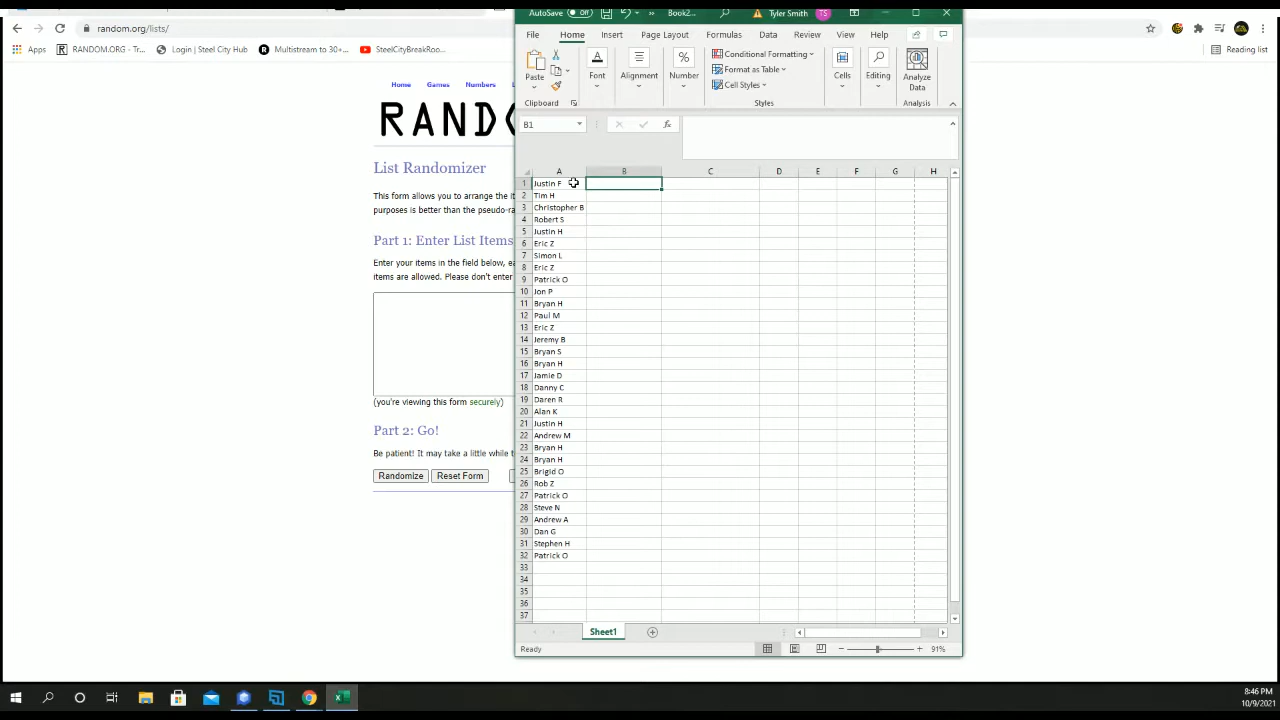 AutoSave Off Book2... Tyler Smith TS
random.org/lists/
Apps RANDOM.ORG - True... Login | Steel City Hub Multistream to 30+... SteelCityBreakRoo... Reading list
File Home Insert Page Layout Formulas Data Review View Help
Paste Font Alignment Number Conditional Formatting Format as Table Cell Styles Cells Editing Analyze Data
Clipboard Styles Analysis
B1 fx
Home Games Numbers
RANDO
List Randomizer
This form allows you to arrange the it
purposes is better than the pseudo-ra
Part 1: Enter List Items
Enter your items in the field below, ea
items are allowed. Please don't enter
(you're viewing this form securely)
Part 2: Go!
Be patient! It may take a little while t
Randomize Reset Form
A B C D E F G H
1 Justin F
2 Tim H
3 Christopher B
4 Robert S
5 Justin H
6 Eric Z
7 Simon L
8 Eric Z
9 Patrick O
10 Jon P
11 Bryan H
12 Paul M
13 Eric Z
14 Jeremy B
15 Bryan S
16 Bryan H
17 Jamie D
18 Danny C
19 Daren R
20 Alan K
21 Justin H
22 Andrew M
23 Bryan H
24 Bryan H
25 Brigid O
26 Rob Z
27 Patrick O
28 Steve N
29 Andrew A
30 Dan G
31 Stephen H
32 Patrick O
33
34
35
36
37
Sheet1
Ready 91%
8:46 PM
10/9/2021